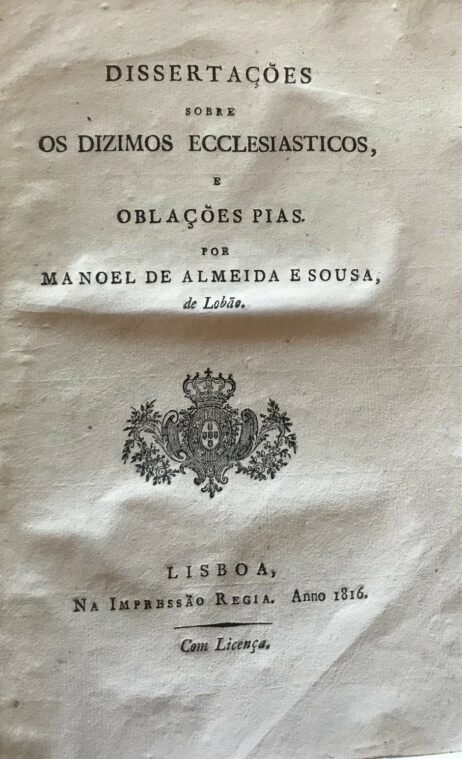 DISSERTAÇÕES
SOBRE
OS DIZIMOS ECCLESIASTICOS,
E
OBLAÇÕES PIAS.
POR
MANOEL DE ALMEIDA E SOUSA,
de Lobão.
LISBOA,
NA IMPRESSÃO REGIA. Anno 1816.
Com Licença.